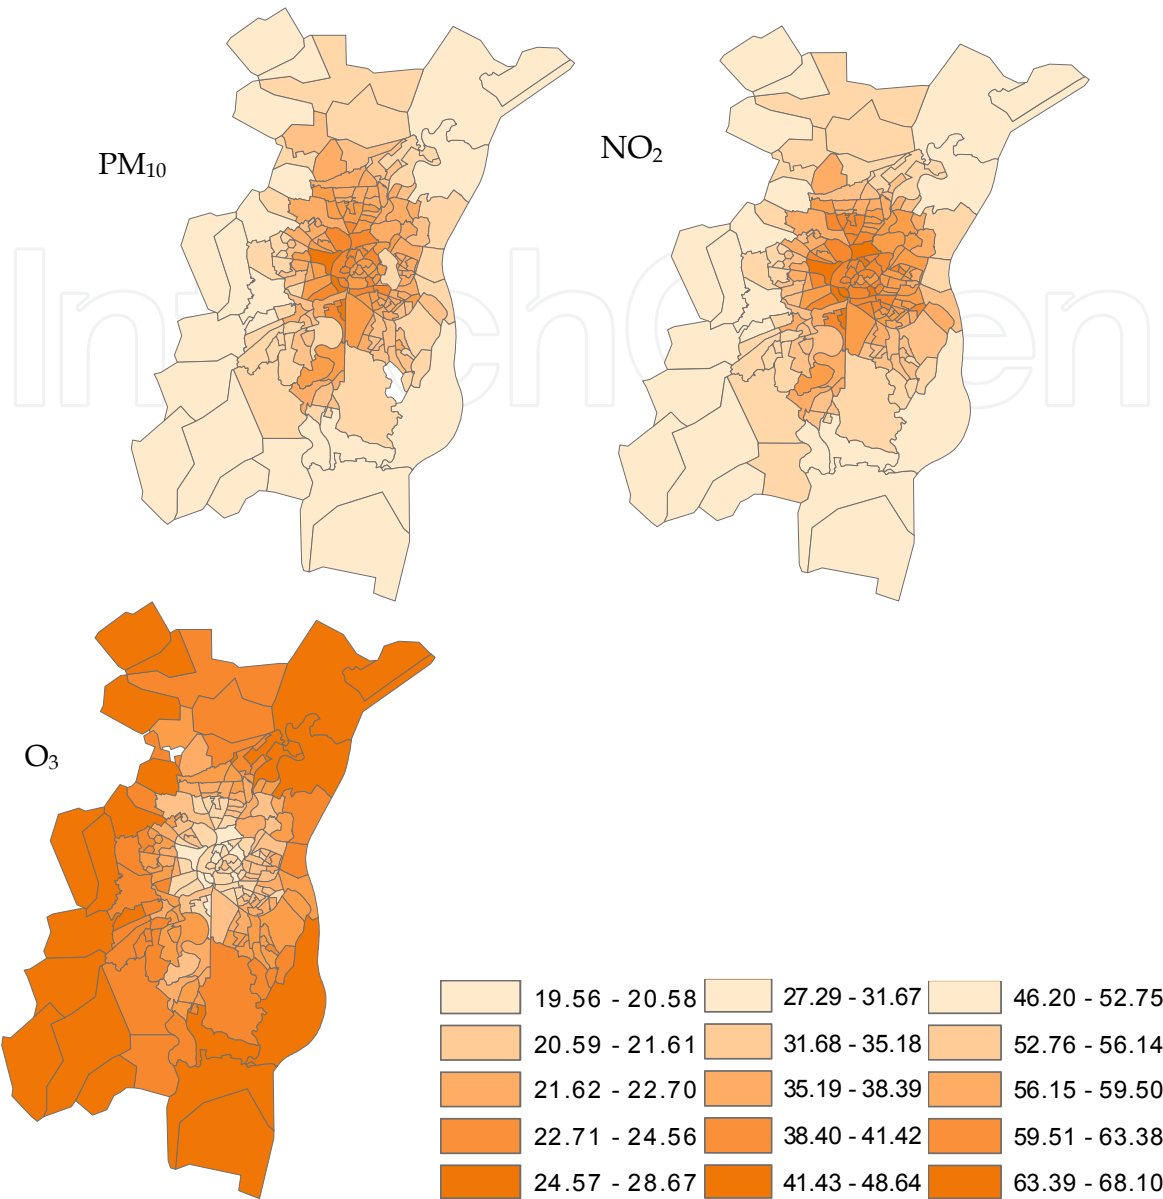 PM10
NO2
IntechOpen
O3
19.56 - 20.58 27.29 - 31.67 46.20 - 52.75
20.59 - 21.61 31.68 - 35.18 52.76 - 56.14
21.62 - 22.70 35.19 - 38.39 56.15 - 59.50
22.71 - 24.56 38.40 - 41.42 59.51 - 63.38
24.57 - 28.67 41.43 - 48.64 63.39 - 68.10